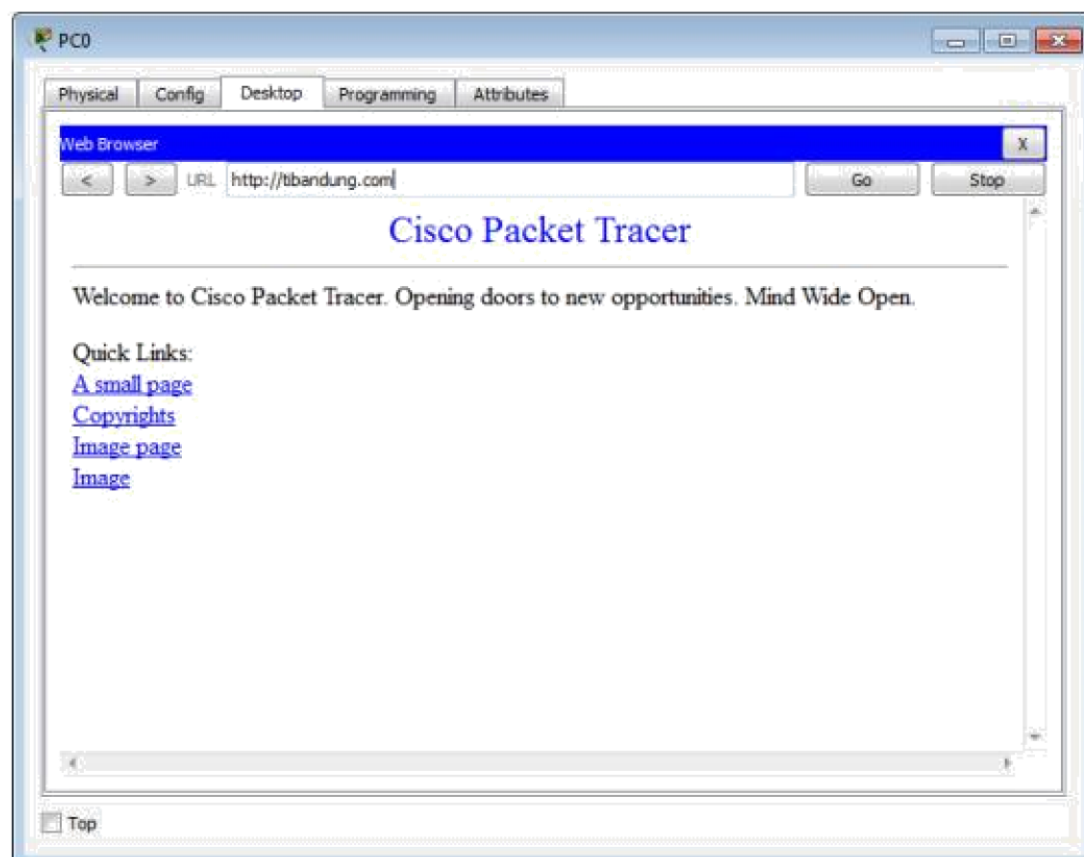 PC0
Physical Config Desktop Programming Attributes
Web Browser X
< > URL http://tibandung.com Go Stop
Cisco Packet Tracer
Welcome to Cisco Packet Tracer. Opening doors to new opportunities. Mind Wide Open.
Quick Links:
A small page
Copyrights
Image page
Image
Top